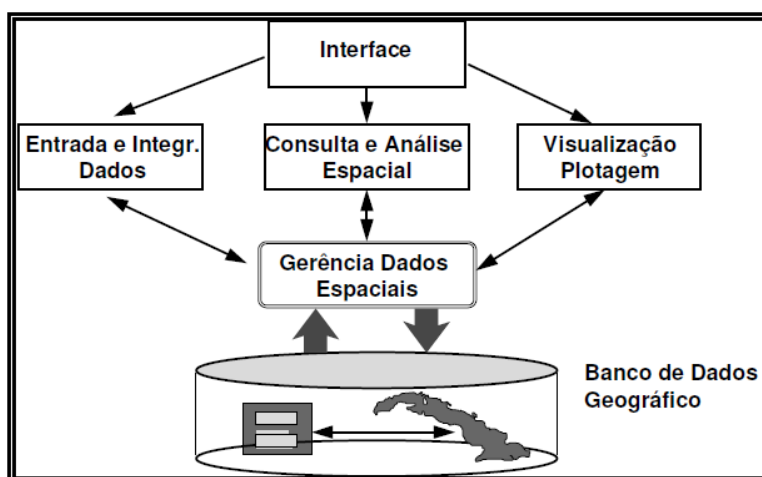 Interface
Entrada e Integr.
Dados
Consulta e Análise
Espacial
Visualização
Plotagem
Gerência Dados
Espaciais
Banco de Dados
Geográfico